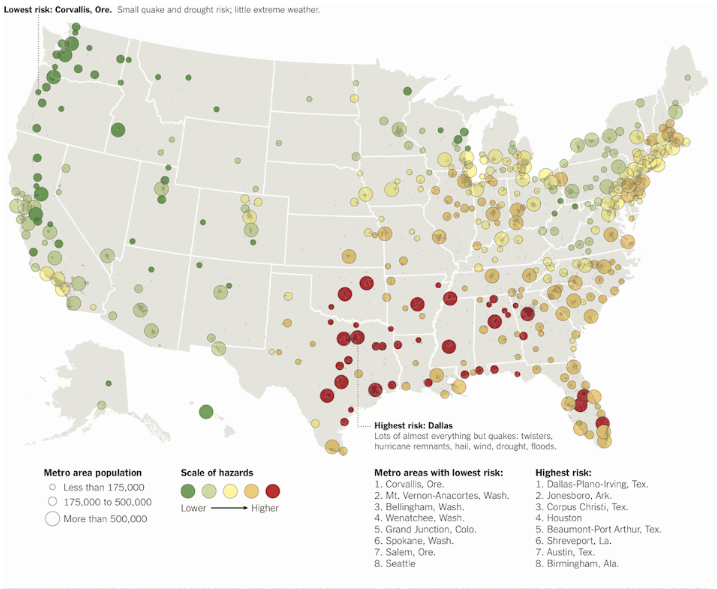 Lowest risk: Corvallis, Ore. Small quake and drought risk; little extreme weather.
Highest risk: Dallas
Lots of almost everything but quakes: twisters,
hurricane remnants, hail, wind, drought, floods.
Metro area population
Less than 175,000
175,000 to 500,000
More than 500,000
Scale of hazards
Lower Higher
Metro areas with lowest risk:
1. Corvallis, Ore.
2. Mt. Vernon-Anacortes, Wash.
3. Bellingham, Wash.
4. Wenatchee, Wash.
5. Grand Junction, Colo.
6. Spokane, Wash.
7. Salem, Ore.
8. Seattle
Highest risk:
1. Dallas-Plano-Irving, Tex.
2. Jonesboro, Ark.
3. Corpus Christi, Tex.
4. Houston
5. Beaumont-Port Arthur, Tex.
6. Shreveport, La.
7. Austin, Tex.
8. Birmingham, Ala.